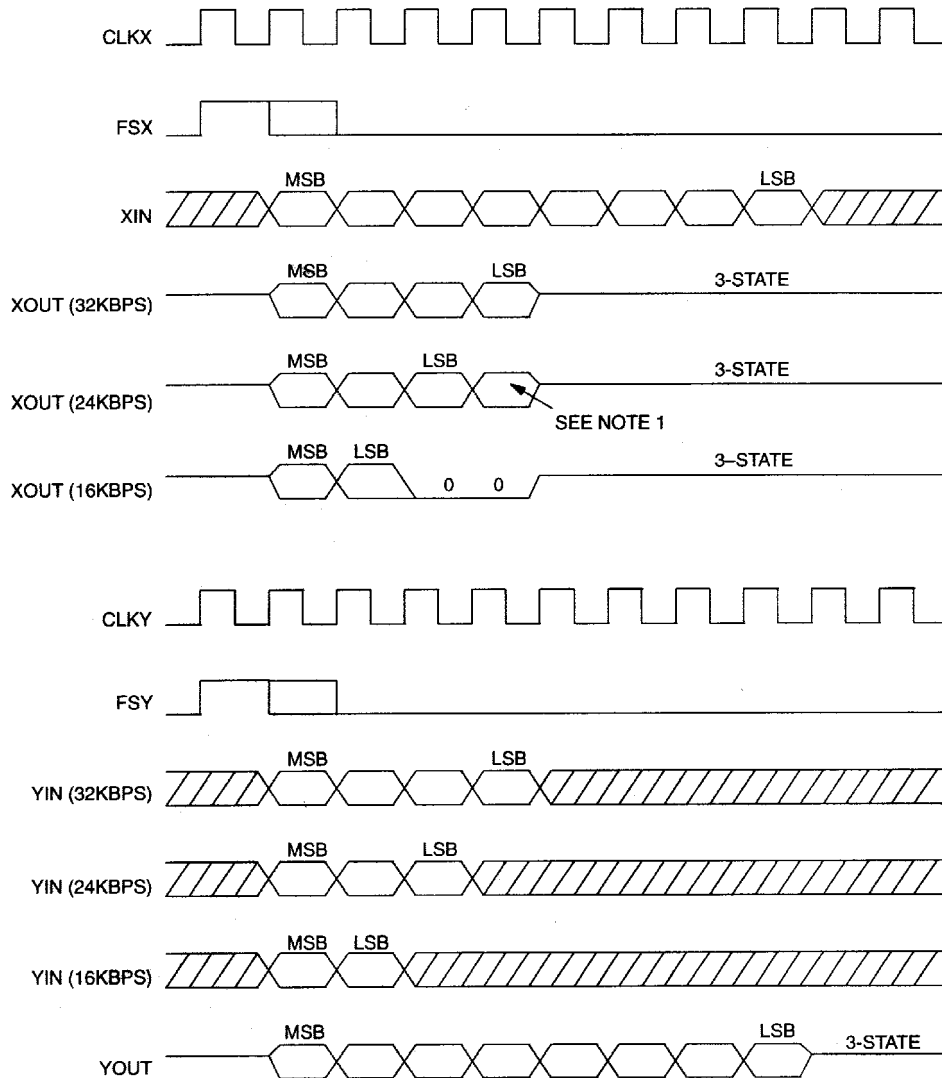 CLKX
FSX
MSB LSB
XIN
MSB LSB 3-STATE
XOUT (32KBPS)
MSB LSB 3-STATE
XOUT (24KBPS)
SEE NOTE 1
MSB LSB 3-STATE
XOUT (16KBPS) 0 0
CLKY
FSY
MSB LSB
YIN (32KBPS)
MSB LSB
YIN (24KBPS)
MSB LSB
YIN (16KBPS)
MSB LSB 3-STATE
YOUT